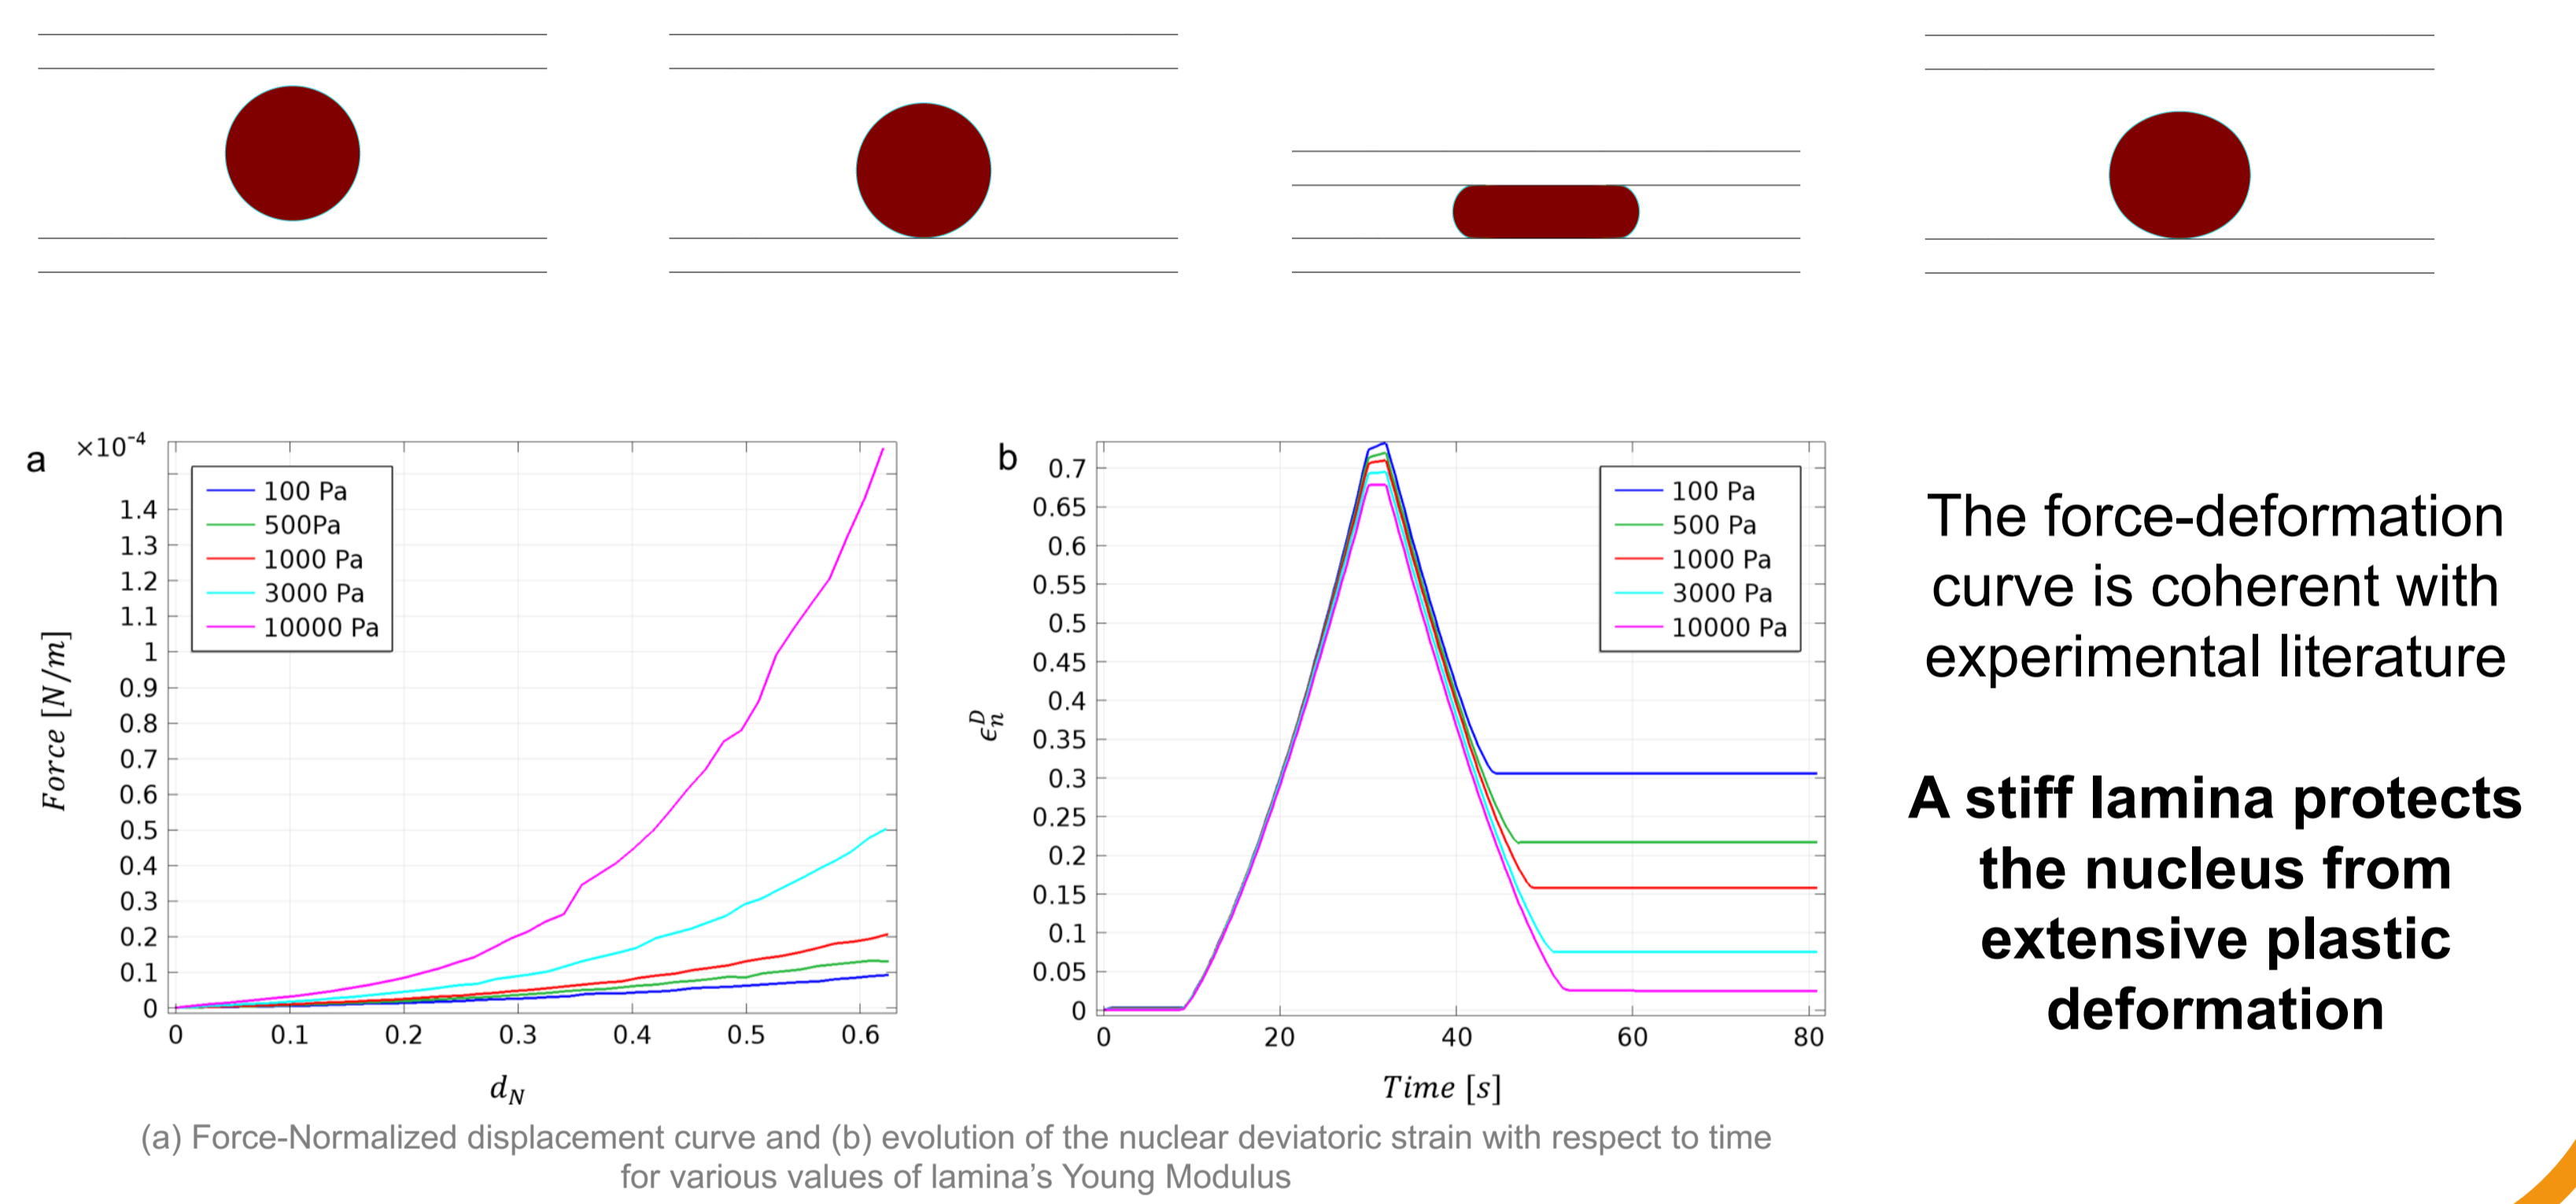 a
×10⁻⁴
1.4
1.3
1.2
1.1
1
0.9
0.8
0.7
0.6
0.5
0.4
0.3
0.2
0.1
0
Force [N/m]
100 Pa
500Pa
1000 Pa
3000 Pa
10000 Pa
0 0.1 0.2 0.3 0.4 0.5 0.6
d_N
b
0.7
0.65
0.6
0.55
0.5
0.45
0.4
0.35
0.3
0.25
0.2
0.15
0.1
0.05
0
ϵ_n^D
100 Pa
500 Pa
1000 Pa
3000 Pa
10000 Pa
0 20 40 60 80
Time [s]
(a) Force-Normalized displacement curve and (b) evolution of the nuclear deviatoric strain with respect to time
for various values of lamina’s Young Modulus
The force-deformation
curve is coherent with
experimental literature
A stiff lamina protects
the nucleus from
extensive plastic
deformation